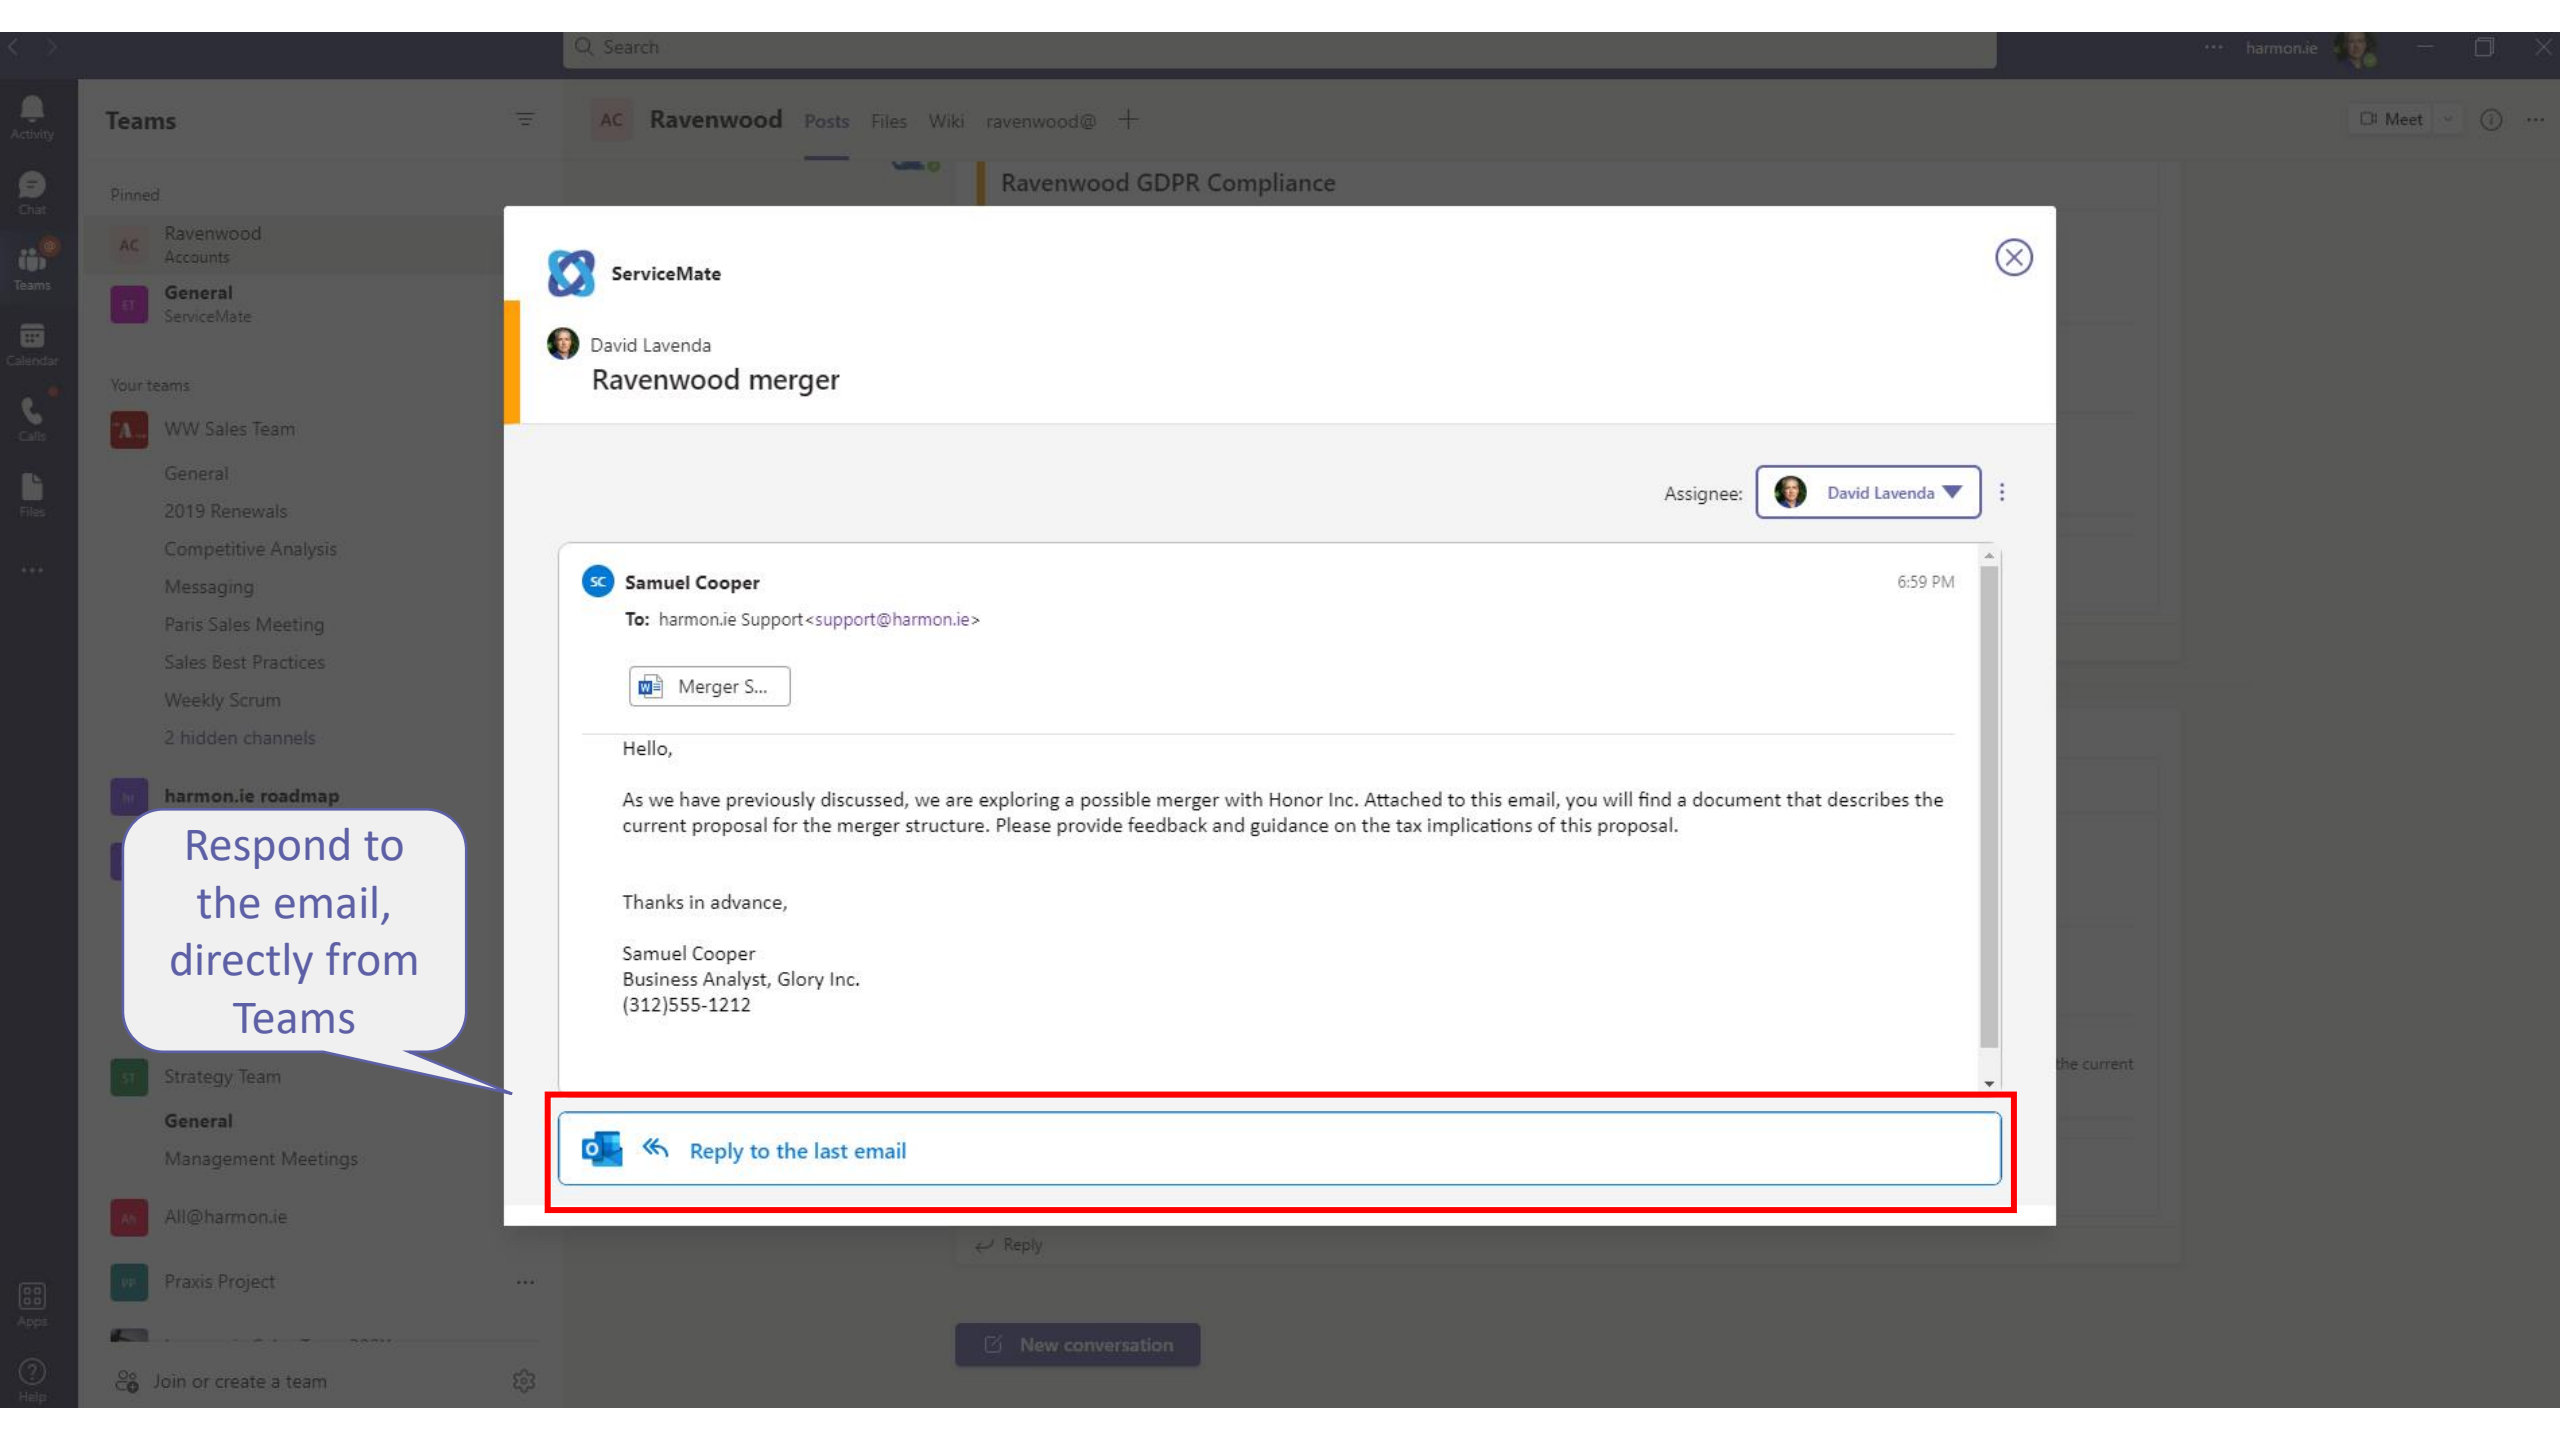 Search
harmon.ie
Activity
Teams
AC
Ravenwood
Posts
Files
Wiki
ravenwood@
Meet
Chat
Pinned
Ravenwood GDPR Compliance
AC
Ravenwood
Accounts
Teams
ET
General
ServiceMate
ServiceMate
Calendar
David Lavenda
Ravenwood merger
Your teams
Calls
WW Sales Team
General
Files
2019 Renewals
Assignee:
David Lavenda
Competitive Analysis
Messaging
SC
Samuel Cooper
6:59 PM
Paris Sales Meeting
To: harmon.ie Support<support@harmon.ie>
Sales Best Practices
Weekly Scrum
Merger S...
2 hidden channels
Hello,
harmon.ie roadmap
As we have previously discussed, we are exploring a possible merger with Honor Inc. Attached to this email, you will find a document that describes the
current proposal for the merger structure. Please provide feedback and guidance on the tax implications of this proposal.
Respond to
the email,
directly from
Teams
Thanks in advance,
Samuel Cooper
Business Analyst, Glory Inc.
(312)555-1212
ST
Strategy Team
the current
General
Management Meetings
Reply to the last email
Ah
All@harmon.ie
Reply
PP
Praxis Project
Apps
New conversation
Join or create a team
Help